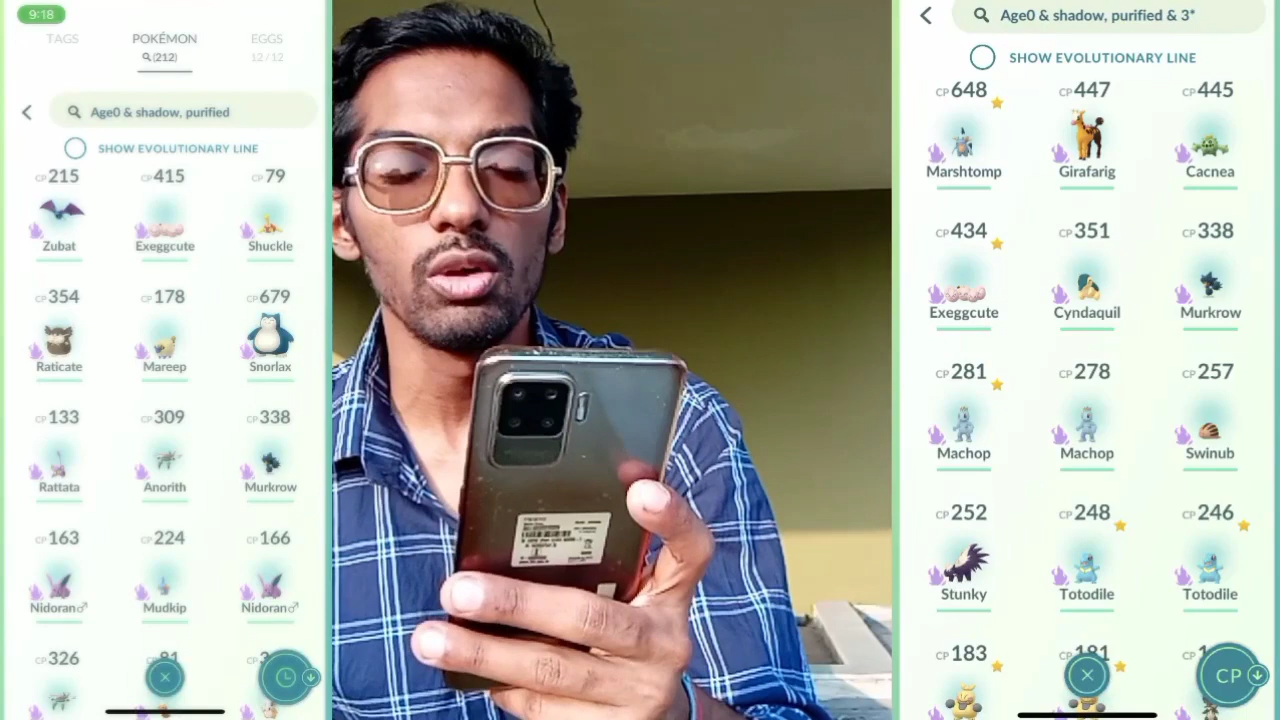 9:18
TAGS
POKÉMON
EGGS
(212)
12 / 12
Age0 & shadow, purified
SHOW EVOLUTIONARY LINE
CP215 CP415 CP79
Zubat Exeggcute Shuckle
CP354 CP178 CP679
Raticate Mareep Snorlax
CP133 CP309 CP338
Rattata Anorith Murkrow
CP163 CP224 CP166
Nidoran♂ Mudkip Nidoran♂
CP326
Age0 & shadow, purified & 3*
SHOW EVOLUTIONARY LINE
CP648 CP447 CP445
Marshtomp Girafarig Cacnea
CP434 CP351 CP338
Exeggcute Cyndaquil Murkrow
CP281 CP278 CP257
Machop Machop Swinub
CP252 CP248 CP246
Stunky Totodile Totodile
CP183 CP181
CP